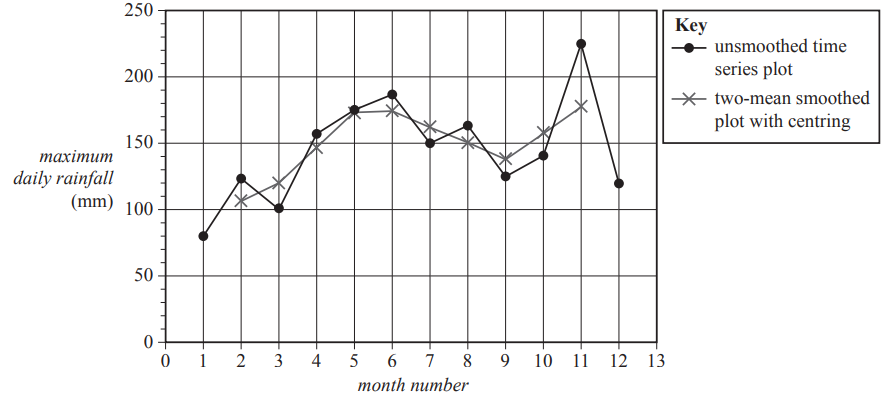 250
200
150
100
50
0
maximum
daily rainfall
(mm)
0 1 2 3 4 5 6 7 8 9 10 11 12 13
month number
Key
unsmoothed time
series plot
two-mean smoothed
plot with centring